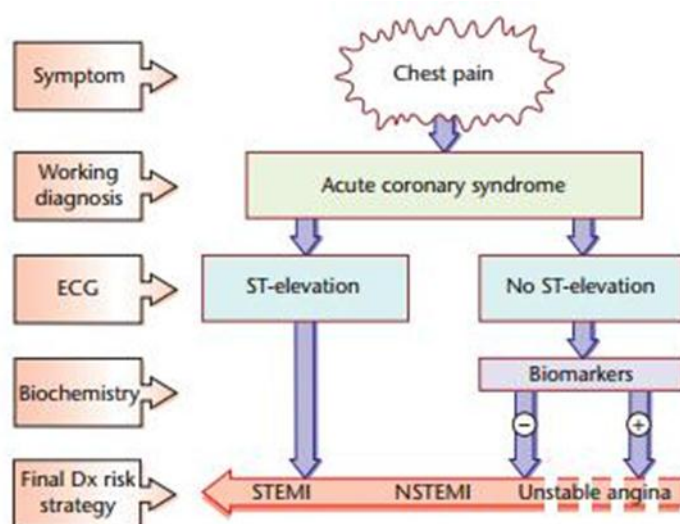 Symptom
Chest pain
Working
diagnosis
Acute coronary syndrome
ECG
ST-elevation
No ST-elevation
Biochemistry
Biomarkers
−
+
Final Dx risk
strategy
STEMI
NSTEMI
Unstable angina